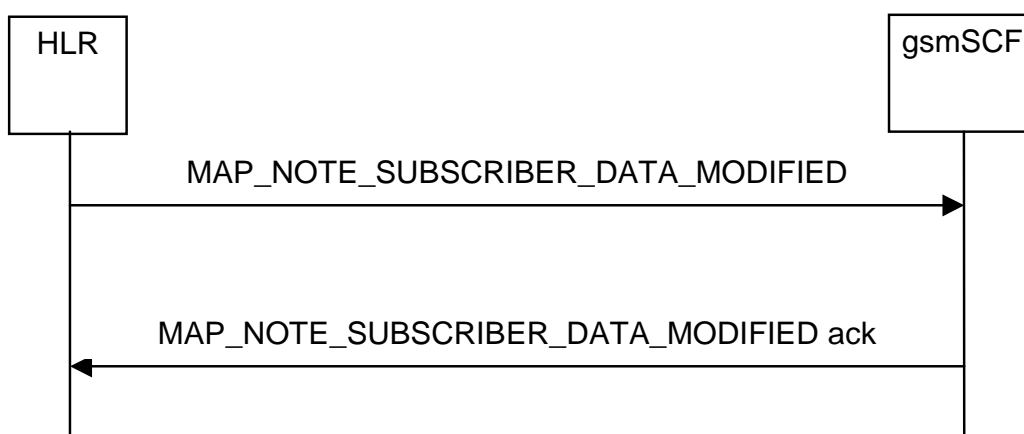 HLR
gsmSCF
MAP_NOTE_SUBSCRIBER_DATA_MODIFIED
MAP_NOTE_SUBSCRIBER_DATA_MODIFIED ack